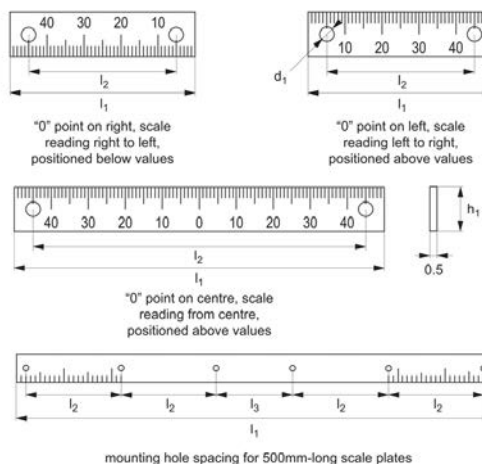 40 30 20 10
l2
l1
"0" point on right, scale
reading right to left,
positioned below values
d1
10 20 30 40
l2
l1
"0" point on left, scale
reading left to right,
positioned above values
40 30 20 10 0 10 20 30 40
l2
l1
h1
0.5
"0" point on centre, scale
reading from centre,
positioned above values
l2 l2 l3 l2 l2
l1
mounting hole spacing for 500mm-long scale plates